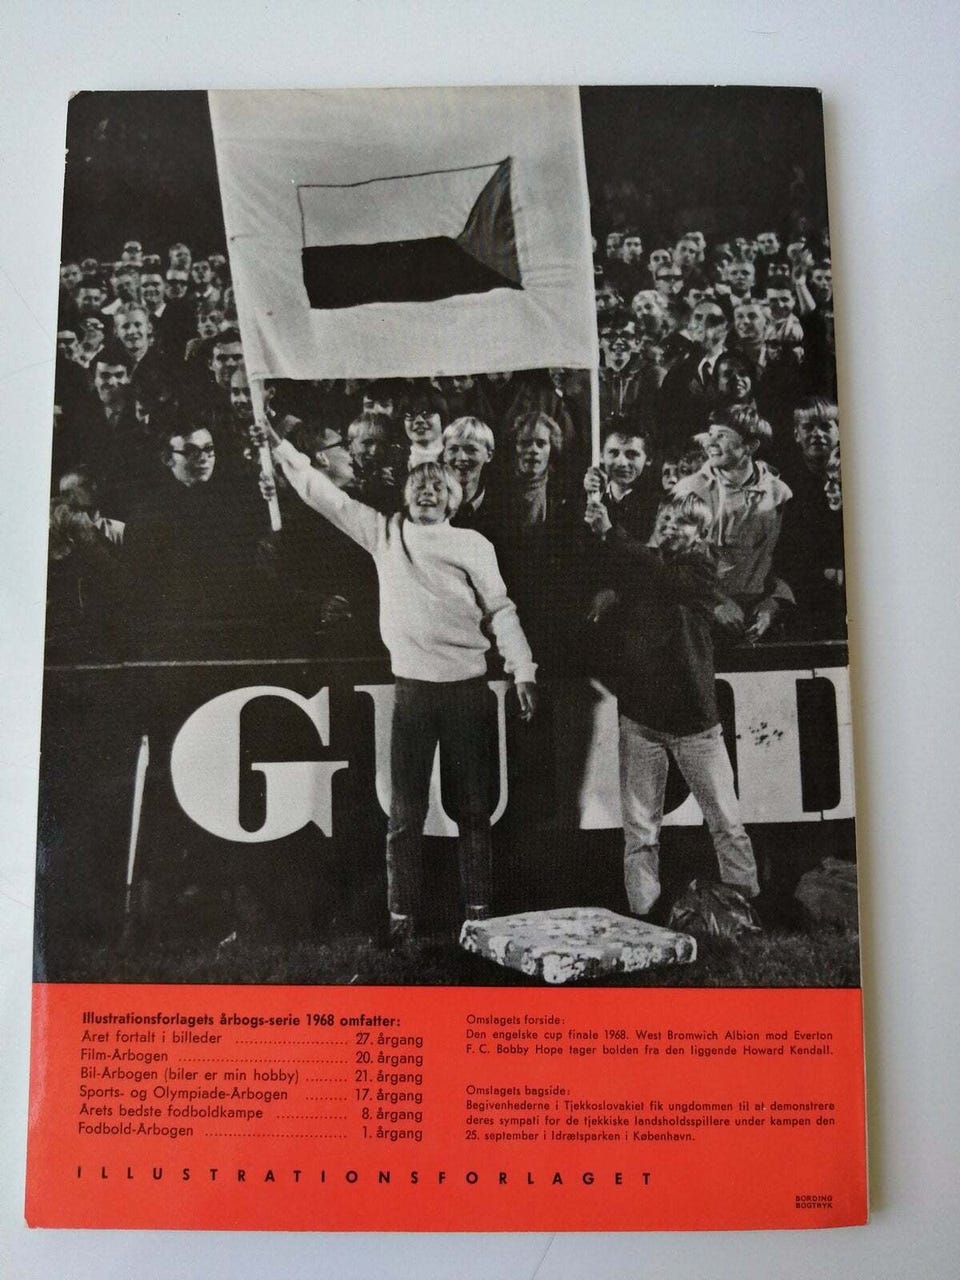 GULD
Illustrationsforlagets årbogs-serie 1968 omfatter:
Året fortalt i billeder ........................ 27. årgang
Film-Årbogen ..................................... 20. årgang
Bil-Årbogen (biler er min hobby) ......... 21. årgang
Sports- og Olympiade-Årbogen ........... 17. årgang
Årets bedste fodboldkampe ............... 8. årgang
Fodbold-Årbogen ............................. 1. årgang
Omslagets forside:
Den engelske cup finale 1968. West Bromwich Albion mod Everton
F. C. Bobby Hope tager bolden fra den liggende Howard Kendall.
Omslagets bagside:
Begivenhederne i Tjekkoslovakiet fik ungdommen til at demonstrere
deres sympati for de tjekkiske landsholdsspillere under kampen den
25. september i Idrætsparken i København.
ILLUSTRATIONSFORLAGET
BORDING
BOGTRYK